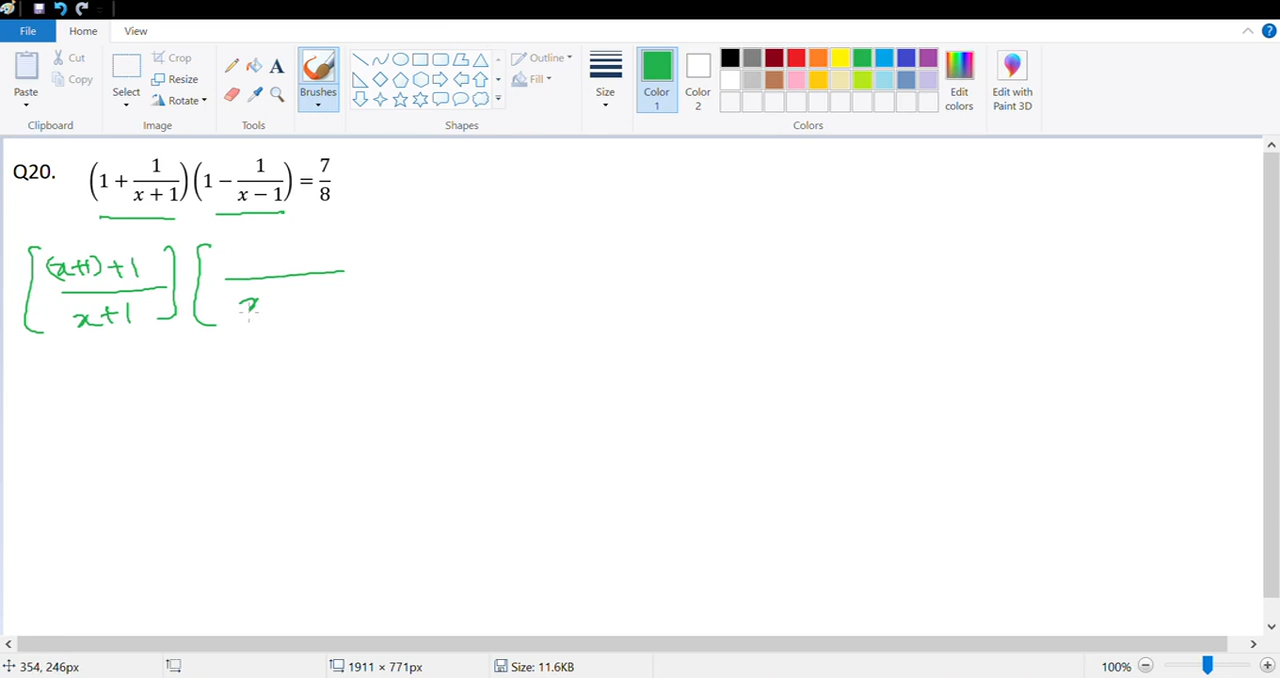 File Home View
Paste Cut Copy Clipboard
Select Crop Resize Rotate Image
A Tools
Brushes
Outline Fill Shapes
Size
Color 1 Color 2 Edit colors Colors
Edit with Paint 3D
Q20. (1 + 1/(x + 1))(1 − 1/(x − 1)) = 7/8
[((x+1)+1)/(x+1)] [ /x
354, 246px 1911 × 771px Size: 11.6KB 100%